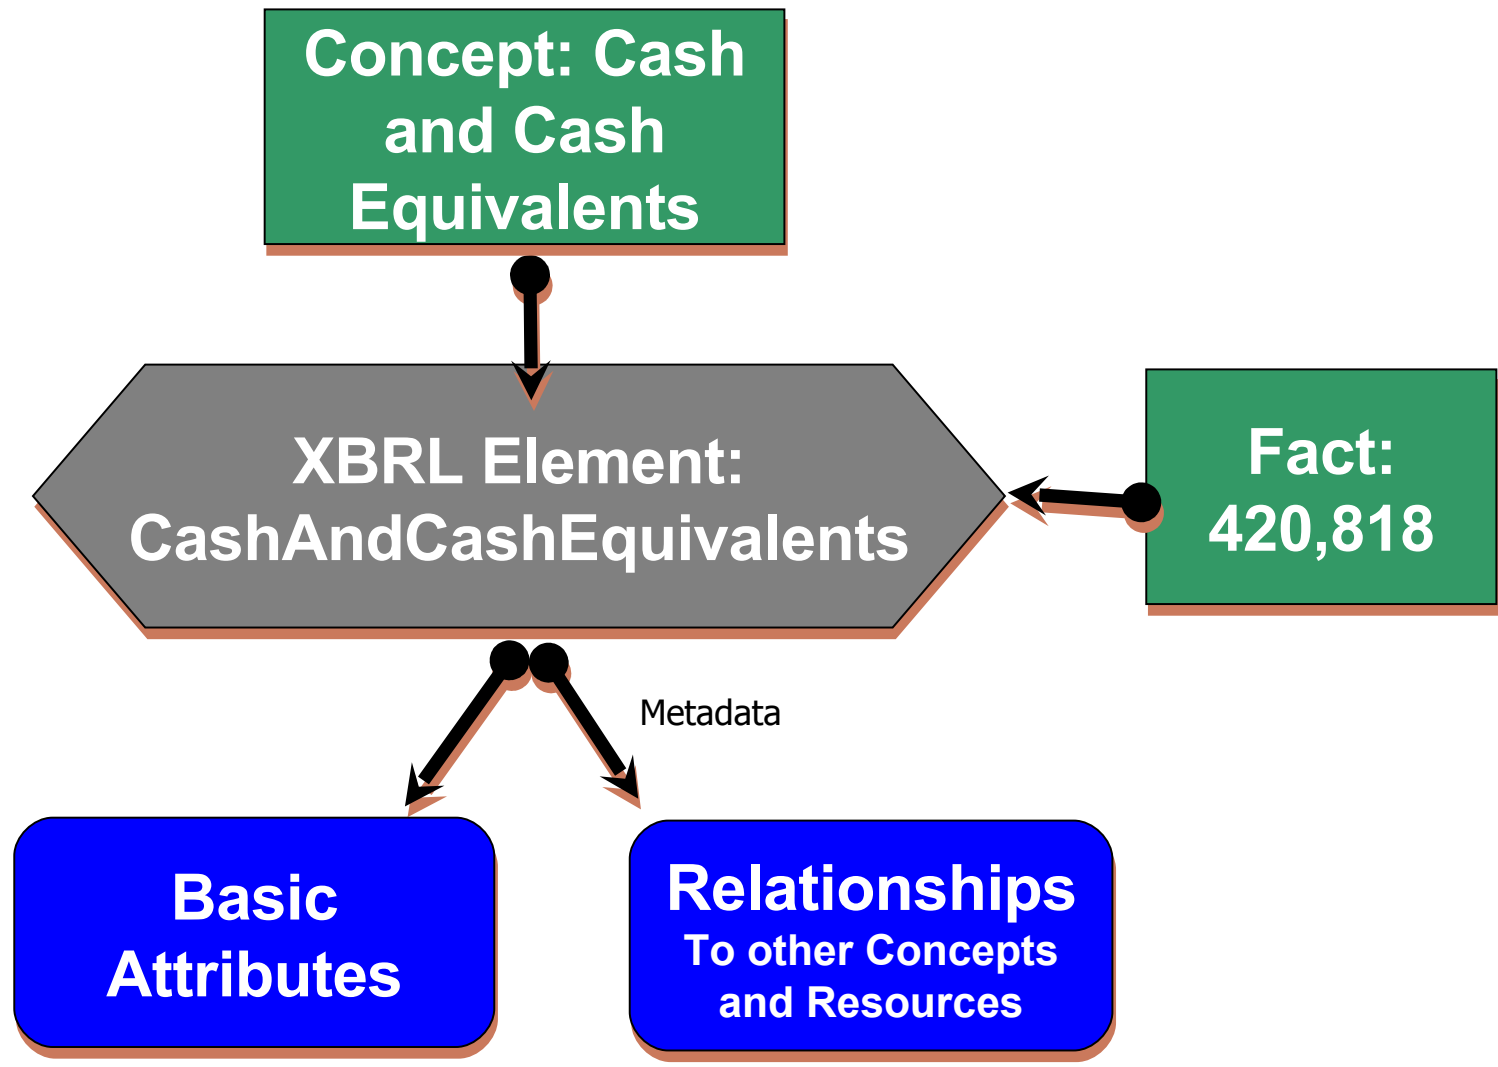 Concept: Cash
and Cash
Equivalents
XBRL Element:
CashAndCashEquivalents
Fact:
420,818
Metadata
Basic
Attributes
Relationships
To other Concepts
and Resources